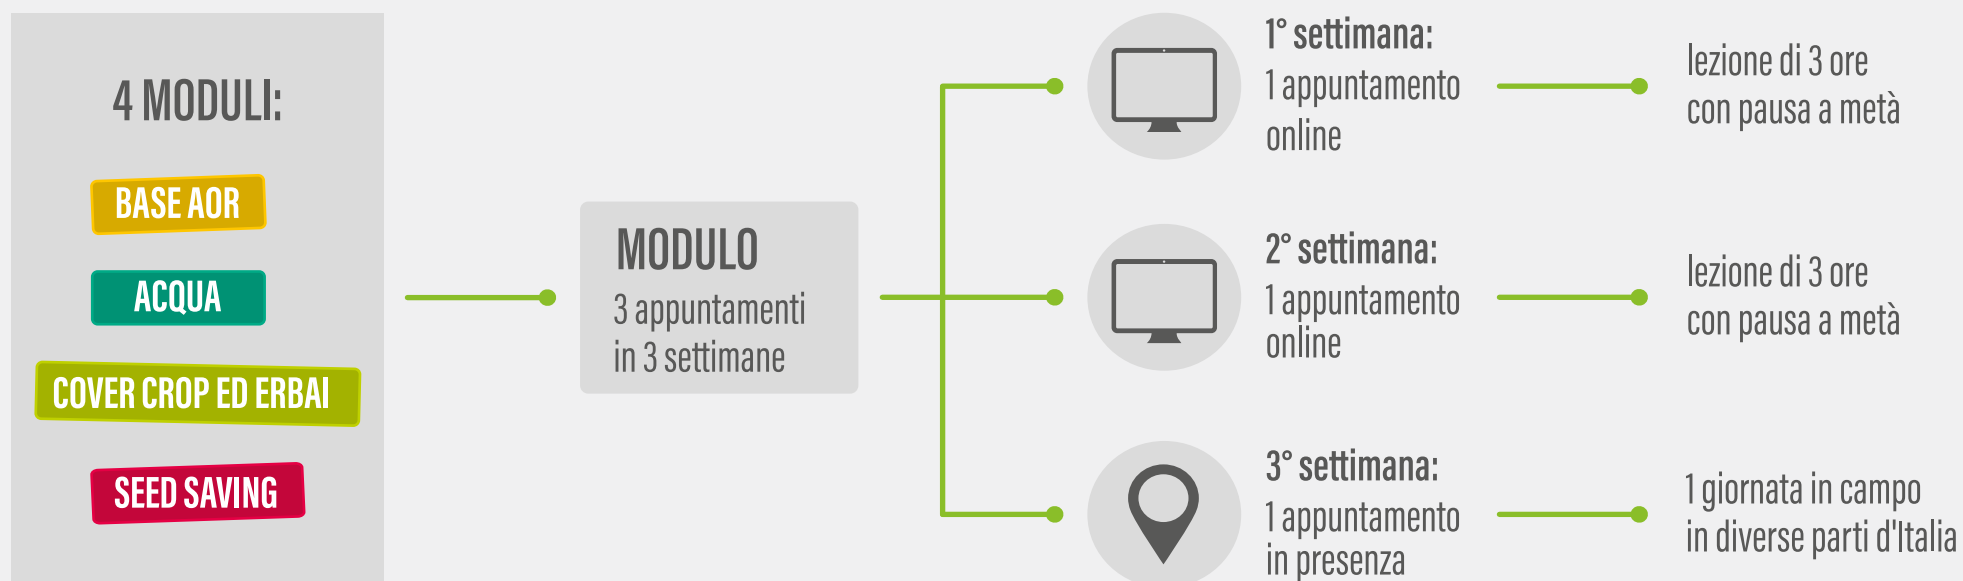 4 MODULI:
BASE AOR
ACQUA
COVER CROP ED ERBAI
SEED SAVING
MODULO
3 appuntamenti
in 3 settimane
1° settimana:
1 appuntamento
online
lezione di 3 ore
con pausa a metà
2° settimana:
1 appuntamento
online
lezione di 3 ore
con pausa a metà
3° settimana:
1 appuntamento
in presenza
1 giornata in campo
in diverse parti d'Italia